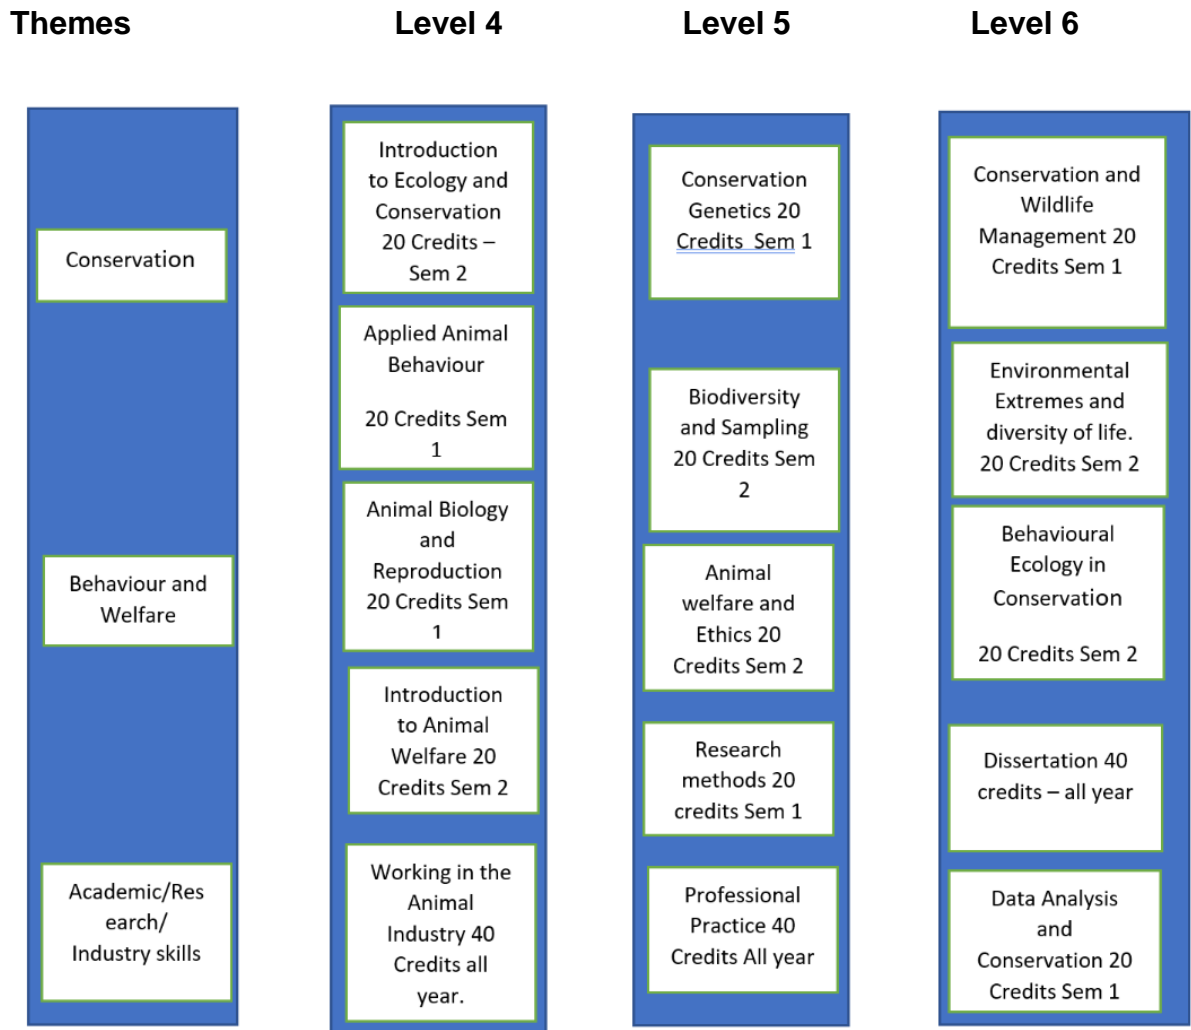 Themes Level 4 Level 5 Level 6
Conservation
Behaviour and
Welfare
Academic/Res
earch/
Industry skills
Introduction
to Ecology and
Conservation
20 Credits –
Sem 2
Applied Animal
Behaviour
20 Credits Sem
1
Animal Biology
and
Reproduction
20 Credits Sem
1
Introduction
to Animal
Welfare 20
Credits Sem 2
Working in the
Animal
Industry 40
Credits all
year.
Conservation
Genetics 20
Credits Sem 1
Biodiversity
and Sampling
20 Credits Sem
2
Animal
welfare and
Ethics 20
Credits Sem 2
Research
methods 20
credits Sem 1
Professional
Practice 40
Credits All year
Conservation and
Wildlife
Management 20
Credits Sem 1
Environmental
Extremes and
diversity of life.
20 Credits Sem 2
Behavioural
Ecology in
Conservation
20 Credits Sem 2
Dissertation 40
credits – all year
Data Analysis
and
Conservation 20
Credits Sem 1